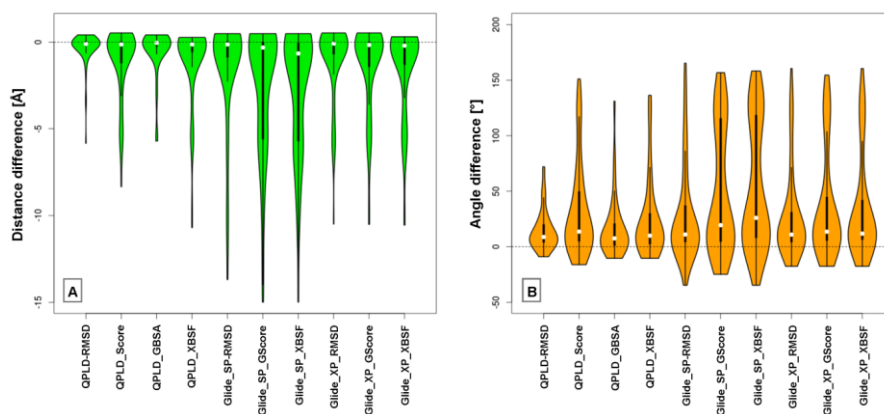 Distance difference [Å]
0
-5
-10
-15
A
QPLD-RMSD
QPLD_Score
QPLD_GBSA
QPLD_XBSF
Glide_SP-RMSD
Glide_SP_GScore
Glide_SP_XBSF
Glide_XP_RMSD
Glide_XP_GScore
Glide_XP_XBSF
Angle difference [°]
150
100
50
0
-50
B
QPLD-RMSD
QPLD_Score
QPLD_GBSA
QPLD_XBSF
Glide_SP-RMSD
Glide_SP_GScore
Glide_SP_XBSF
Glide_XP_RMSD
Glide_XP_GScore
Glide_XP_XBSF